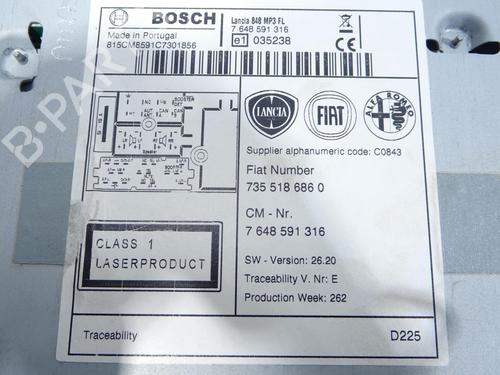 BOSCH
Lancia 848 MP3 FL
7 648 591 316
Made in Portugal
815CM8591C7301856
e1 035238
LANCIA
FIAT
ALFA ROMEO
Supplier alphanumeric code: C0843
Fiat Number
735 518 686 0
CM - Nr.
7 648 591 316
CLASS 1
LASERPRODUCT
SW - Version: 26.20
Traceability V. Nr: E
Production Week: 262
Traceability
D225
B-PARTS